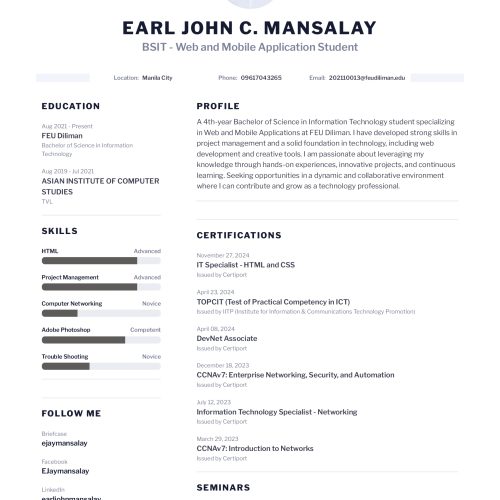 EARL JOHN C. MANSALAY
BSIT - Web and Mobile Application Student
Location: Manila City Phone: 09617043265 Email: 202110013@feudiliman.edu
EDUCATION
Aug 2021 - Present
FEU Diliman
Bachelor of Science in Information
Technology
Aug 2019 - Jul 2021
ASIAN INSTITUTE OF COMPUTER
STUDIES
TVL
SKILLS
HTML Advanced
Project Management Advanced
Computer Networking Novice
Adobe Photoshop Competent
Trouble Shooting Novice
FOLLOW ME
Briefcase
ejaymansalay
Facebook
EJaymansalay
LinkedIn
earljohnmansalay
PROFILE
A 4th-year Bachelor of Science in Information Technology student specializing
in Web and Mobile Applications at FEU Diliman. I have developed strong skills in
project management and a solid foundation in technology, including web
development and creative tools. I am passionate about leveraging my
knowledge through hands-on experiences, innovative projects, and continuous
learning. Seeking opportunities in a dynamic and collaborative environment
where I can contribute and grow as a technology professional.
CERTIFICATIONS
November 27, 2024
IT Specialist - HTML and CSS
Issued by Certiport
April 23, 2024
TOPCIT (Test of Practical Competency in ICT)
Issued by IITP (Institute for Information & Communications Technology Promotion)
April 08, 2024
DevNet Associate
Issued by Certiport
December 18, 2023
CCNAv7: Enterprise Networking, Security, and Automation
Issued by Certiport
July 12, 2023
Information Technology Specialist - Networking
Issued by Certiport
March 29, 2023
CCNAv7: Introduction to Networks
Issued by Certiport
SEMINARS